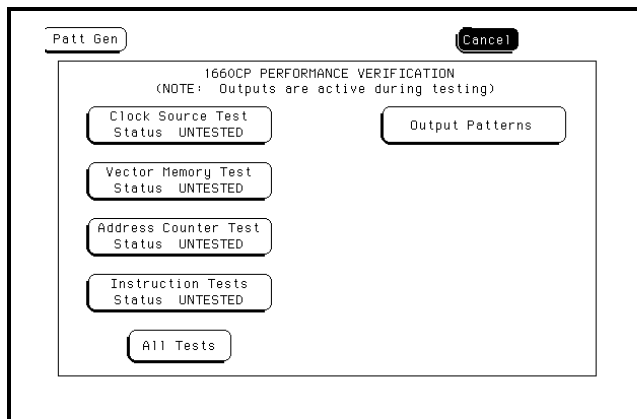 Patt Gen
Cancel
1660CP PERFORMANCE VERIFICATION
(NOTE: Outputs are active during testing)
Clock Source Test
Status UNTESTED
Output Patterns
Vector Memory Test
Status UNTESTED
Address Counter Test
Status UNTESTED
Instruction Tests
Status UNTESTED
All Tests